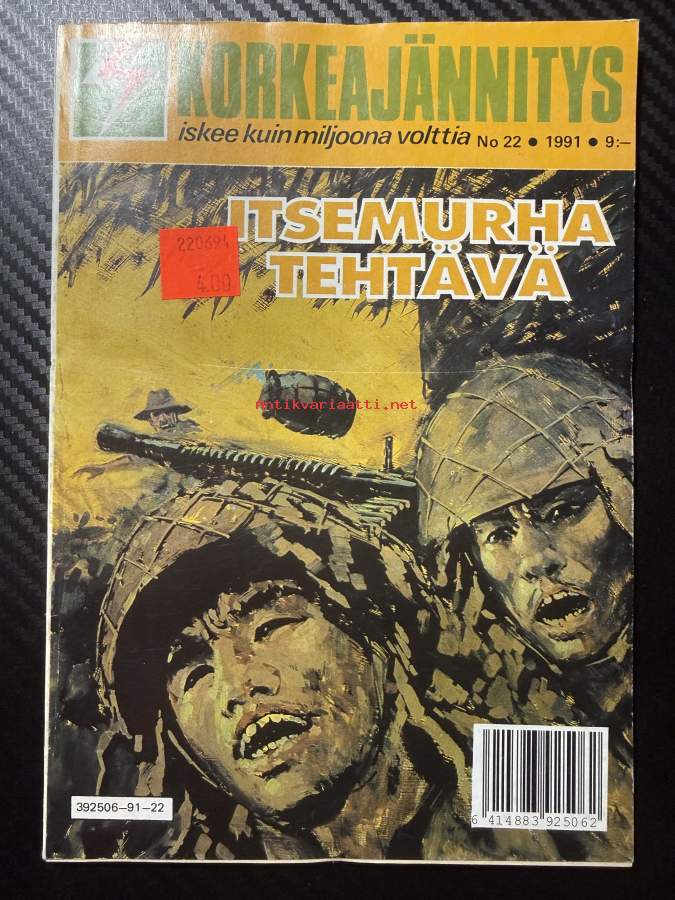 KORKEAJÄNNITYS
iskee kuin miljoona volttia No 22 • 1991 • 9:–
ITSEMURHA
TEHTÄVÄ
220694
4.00
antikvariaatti.net
392506–91–22
6 414883 925062